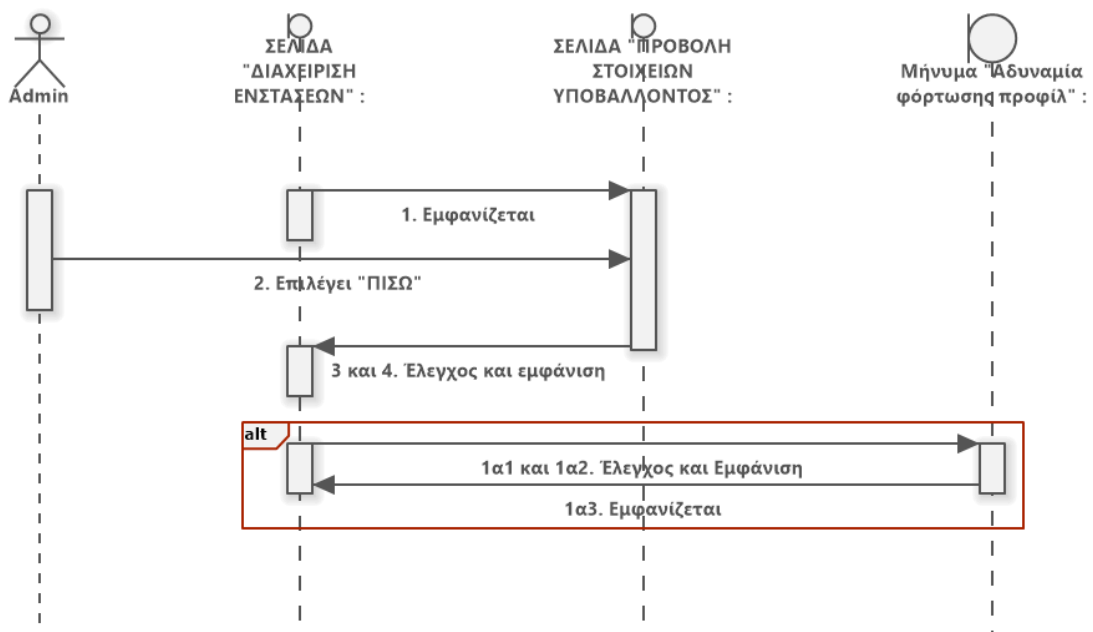 Admin
ΣΕΛΙΔΑ
"ΔΙΑΧΕΙΡΙΣΗ
ΕΝΣΤΑΣΕΩΝ" :
ΣΕΛΙΔΑ "ΠΡΟΒΟΛΗ
ΣΤΟΙΧΕΙΩΝ
ΥΠΟΒΑΛΛΟΝΤΟΣ" :
Μήνυμα "Αδυναμία
φόρτωσης προφίλ" :
1. Εμφανίζεται
2. Επιλέγει "ΠΙΣΩ"
3 και 4. Έλεγχος και εμφάνιση
alt
1α1 και 1α2. Έλεγχος και Εμφάνιση
1α3. Εμφανίζεται